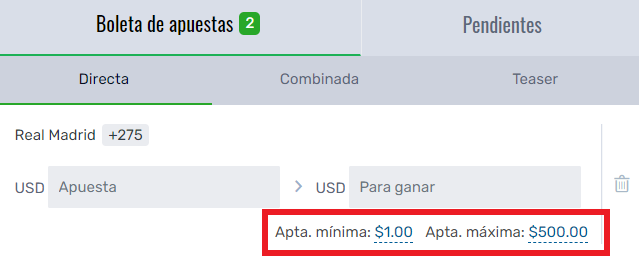 Boleta de apuestas 2 Pendientes
Directa Combinada Teaser
Real Madrid +275
USD Apuesta USD Para ganar
Apta. mínima: $1.00 Apta. máxima: $500.00